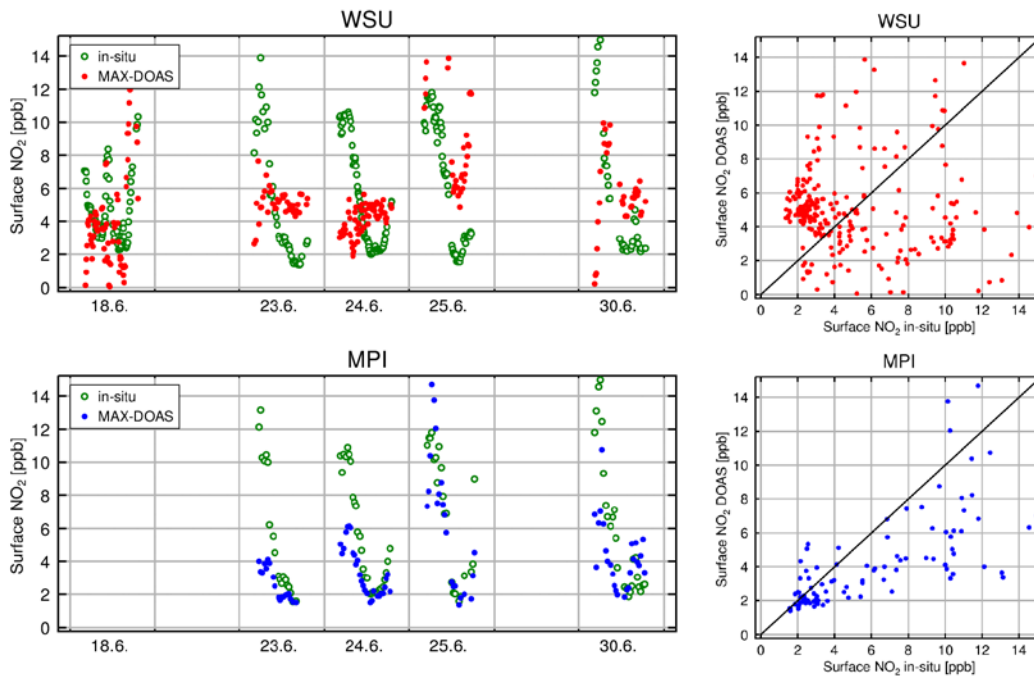 WSU
Surface NO2 [ppb]
14
12
10
8
6
4
2
0
in-situ
MAX-DOAS
18.6.
23.6.
24.6.
25.6.
30.6.
WSU
Surface NO2 DOAS [ppb]
14
12
10
8
6
4
2
0
0 2 4 6 8 10 12 14
Surface NO2 in-situ [ppb]
MPI
Surface NO2 [ppb]
14
12
10
8
6
4
2
0
in-situ
MAX-DOAS
18.6.
23.6.
24.6.
25.6.
30.6.
MPI
Surface NO2 DOAS [ppb]
14
12
10
8
6
4
2
0
0 2 4 6 8 10 12 14
Surface NO2 in-situ [ppb]